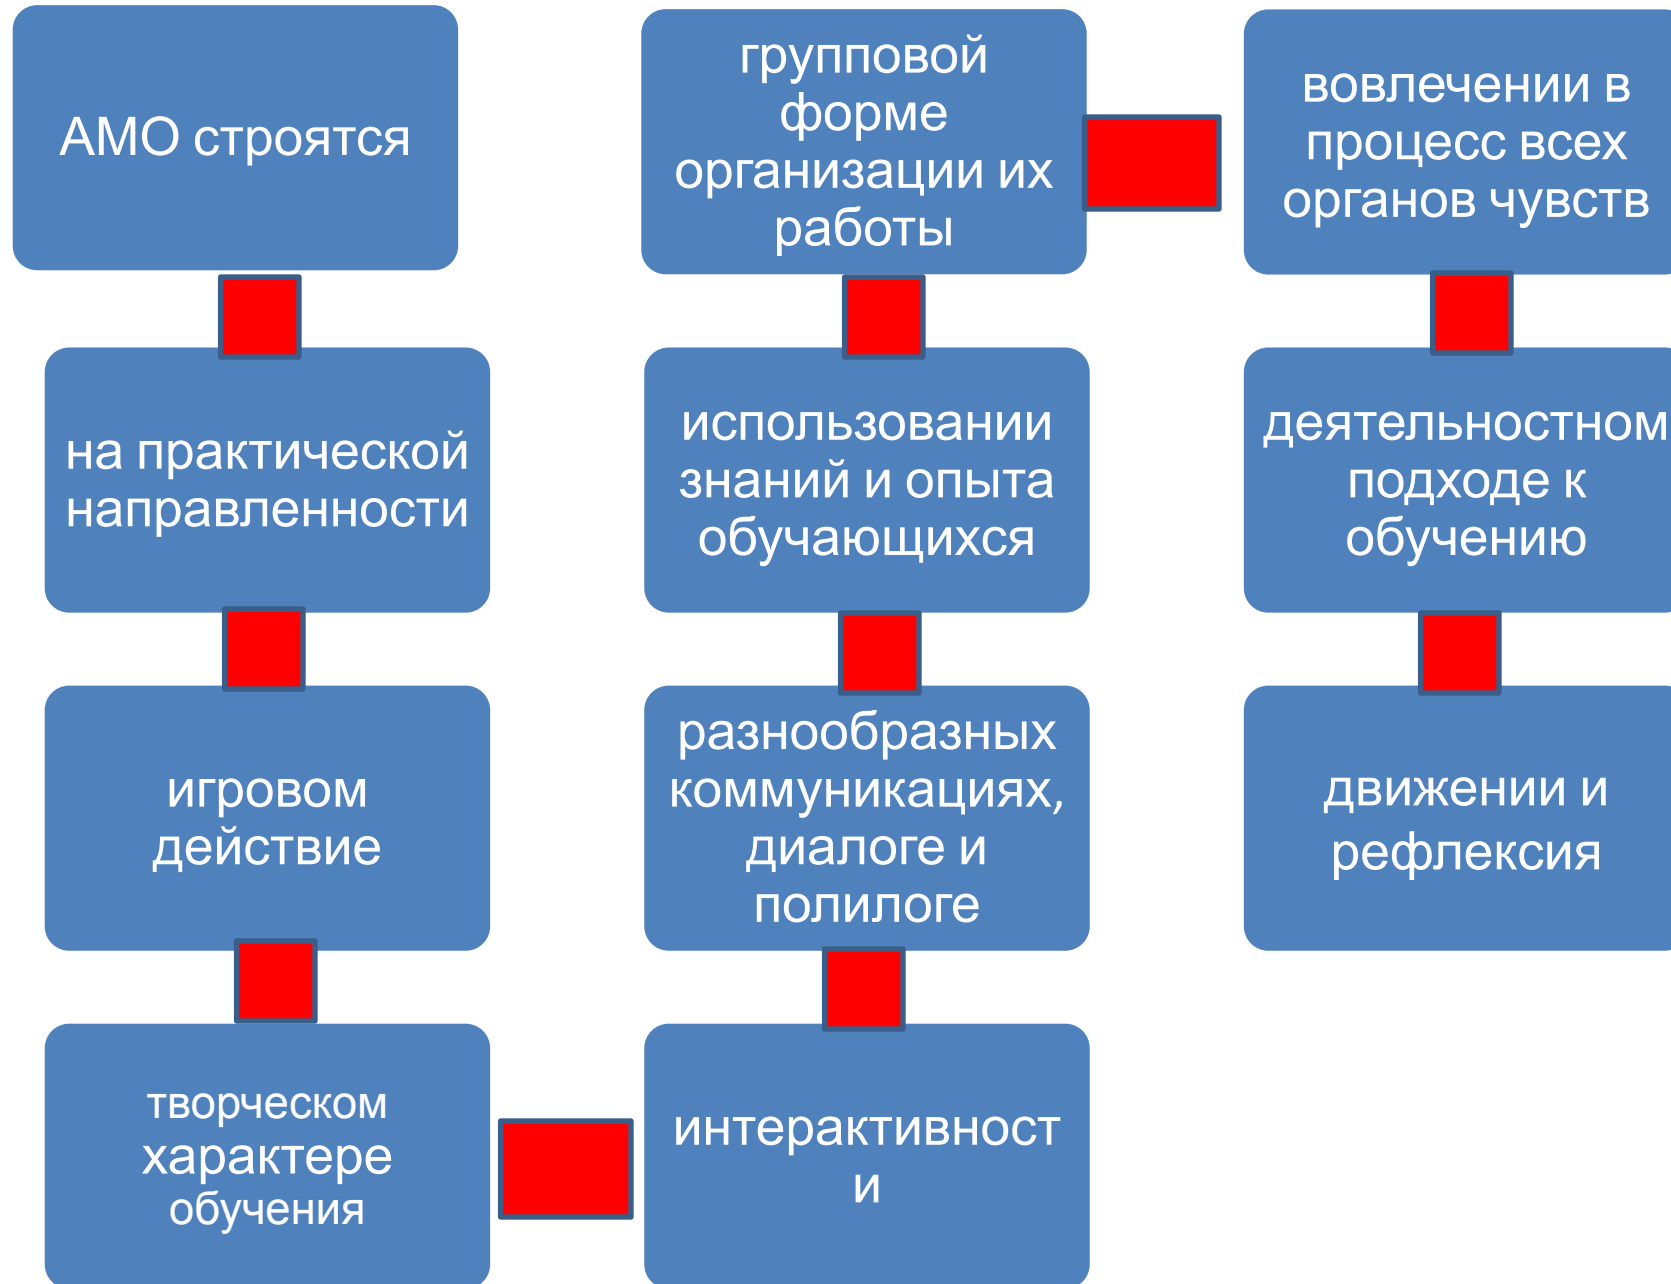 АМО строятся
на практической
направленности
игровом
действие
творческом
характере
обучения
интерактивност
и
разнообразных
коммуникациях,
диалоге и
полилоге
использовании
знаний и опыта
обучающихся
групповой
форме
организации их
работы
вовлечении в
процесс всех
органов чувств
деятельностном
подходе к
обучению
движении и
рефлексия